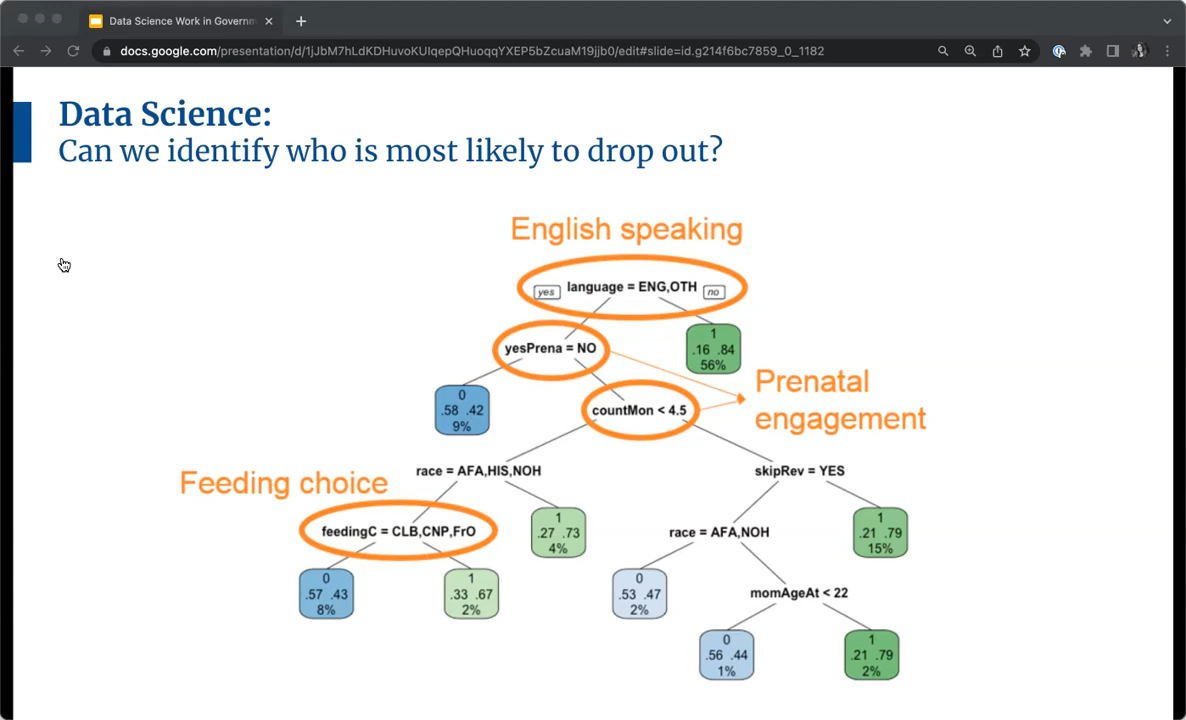 Data Science Work in Governm
docs.google.com/presentation/d/1jJbM7hLdKDHuvoKUIqepQHuoqqYXEP5bZcuaM19jjb0/edit#slide=id.g214f6bc7859_0_1182
Data Science:
Can we identify who is most likely to drop out?
English speaking
yes language = ENG,OTH no
yesPrena = NO
1
.16 .84
56%
Prenatal
engagement
0
.58 .42
9%
countMon < 4.5
race = AFA,HIS,NOH
skipRev = YES
Feeding choice
feedingC = CLB,CNP,FrO
1
.27 .73
4%
race = AFA,NOH
1
.21 .79
15%
0
.57 .43
8%
1
.33 .67
2%
0
.53 .47
2%
momAgeAt < 22
0
.56 .44
1%
1
.21 .79
2%